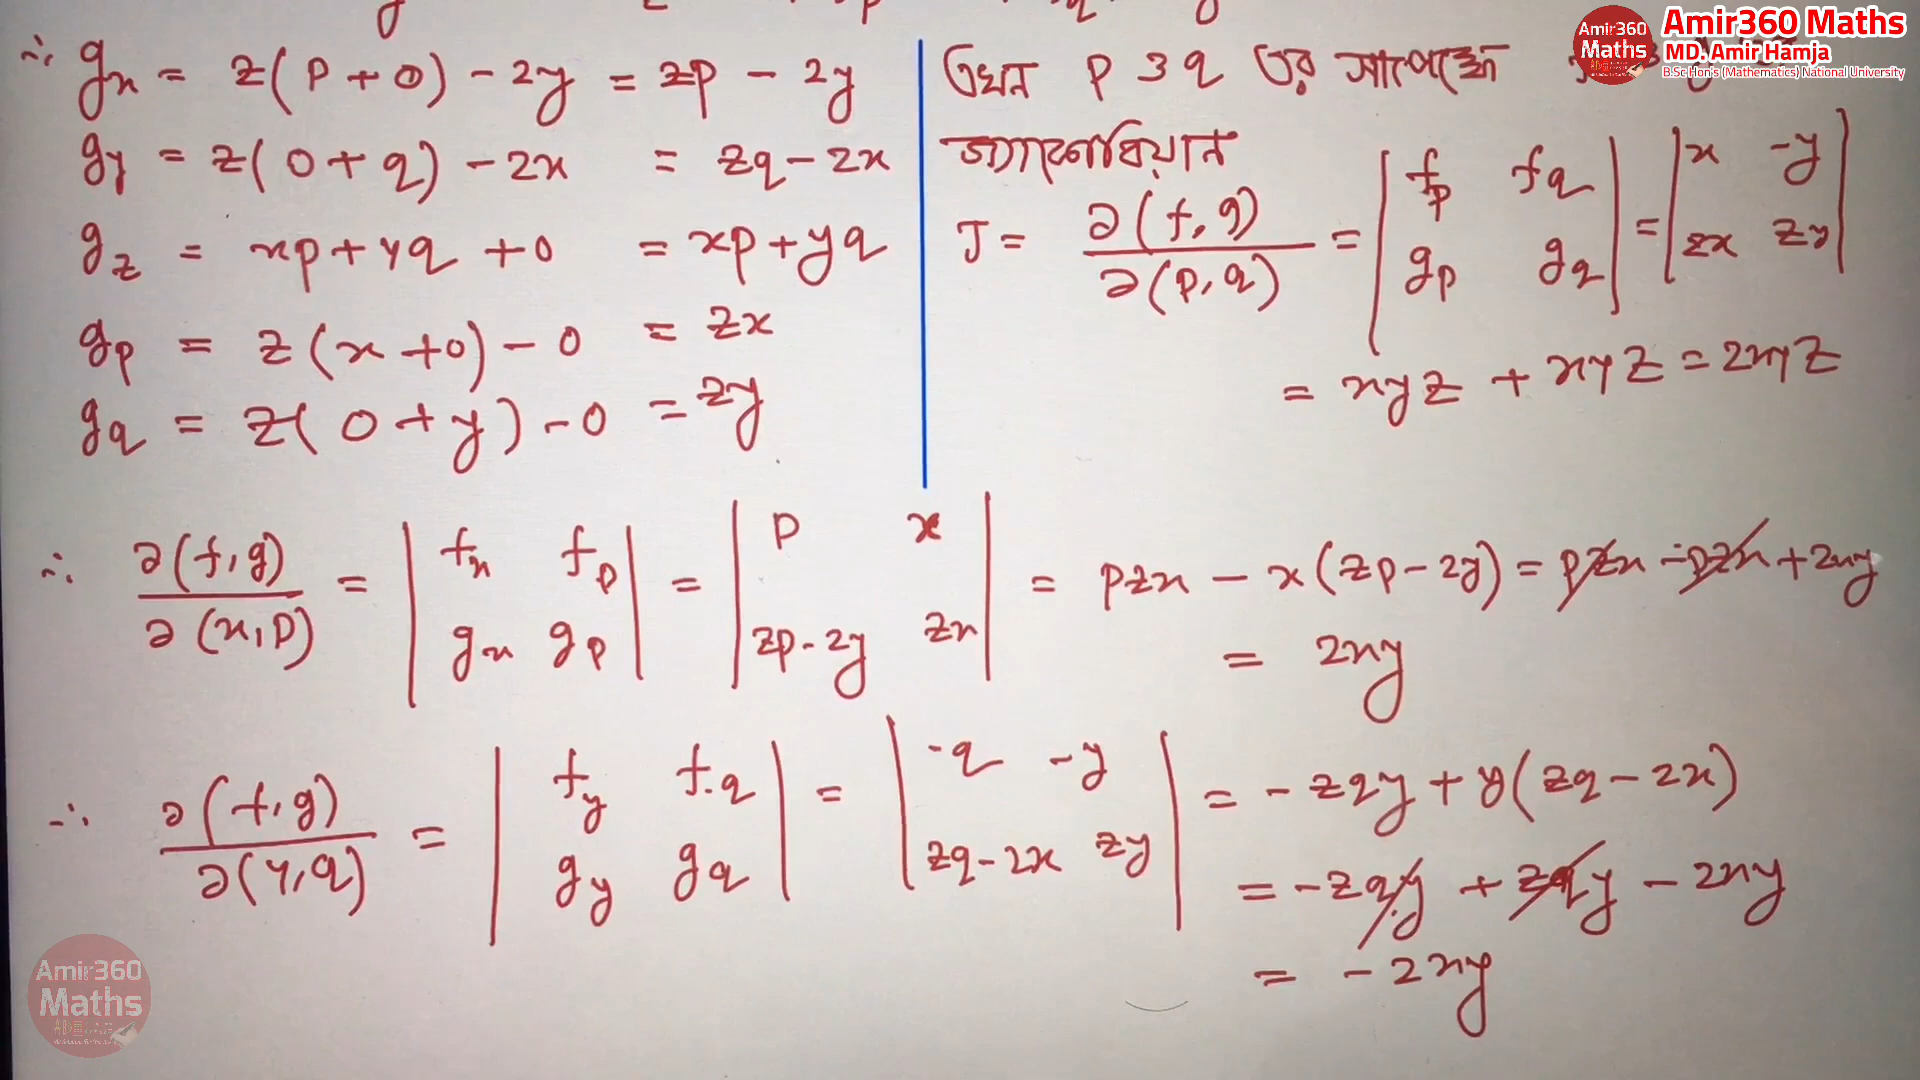 Amir360 Maths
Amir360 Maths
MD. Amir Hamja
B.Sc Hon's (Mathematics) National University
∴ gx = z(p+0) - 2y = zp - 2y
gy = z(0+q) - 2x = zq - 2x
gz = xp + yq + 0 = xp + yq
gp = z(x+0) - 0 = zx
gq = z(0+y) - 0 = zy
তখন p ও q এর সাপেক্ষে
জ্যাকোবিয়ান
J = ∂(f,g)/∂(p,q) = |fp fq; gp gq| = |x -y; zx zy|
= xyz + xyz = 2xyz
∴ ∂(f,g)/∂(x,p) = |fx fp; gx gp| = |p x; zp-2y zx| = pzx - x(zp-2y) = pzx - pzx + 2xy
= 2xy
∴ ∂(f,g)/∂(y,q) = |fy fq; gy gq| = |-q -y; zq-2x zy| = -zqy + y(zq-2x)
= -zqy + zqy - 2xy
= -2xy
Amir360
Maths